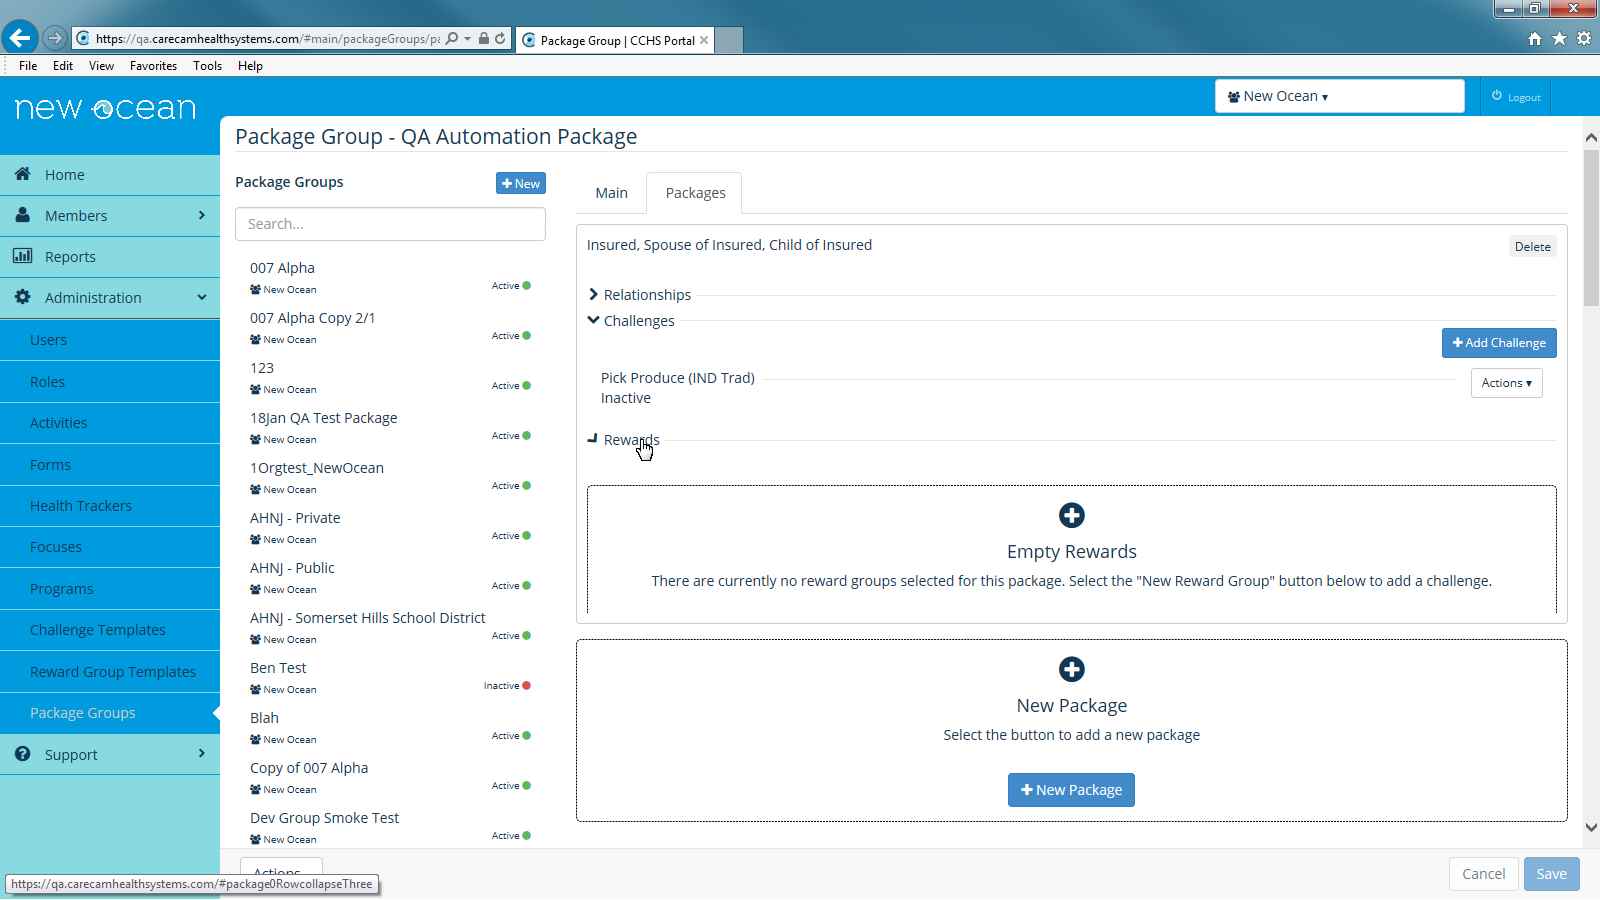 https://qa.carecamhealthsystems.com/#main/packageGroups/pa
Package Group | CCHS Portal
File Edit View Favorites Tools Help
new ocean
New Ocean
Logout
Package Group - QA Automation Package
Home
Members
Reports
Administration
Users
Roles
Activities
Forms
Health Trackers
Focuses
Programs
Challenge Templates
Reward Group Templates
Package Groups
Support
Package Groups
New
Search...
007 Alpha
New Ocean
Active
007 Alpha Copy 2/1
New Ocean
Active
123
New Ocean
Active
18Jan QA Test Package
New Ocean
Active
1Orgtest_NewOcean
New Ocean
Active
AHNJ - Private
New Ocean
Active
AHNJ - Public
New Ocean
Active
AHNJ - Somerset Hills School District
New Ocean
Active
Ben Test
New Ocean
Inactive
Blah
New Ocean
Active
Copy of 007 Alpha
New Ocean
Active
Dev Group Smoke Test
New Ocean
Active
Main
Packages
Insured, Spouse of Insured, Child of Insured
Delete
Relationships
Challenges
Add Challenge
Pick Produce (IND Trad)
Inactive
Actions
Rewards
Empty Rewards
There are currently no reward groups selected for this package. Select the "New Reward Group" button below to add a challenge.
New Package
Select the button to add a new package
New Package
Actions
https://qa.carecamhealthsystems.com/#package0RowcollapseThree
Cancel
Save